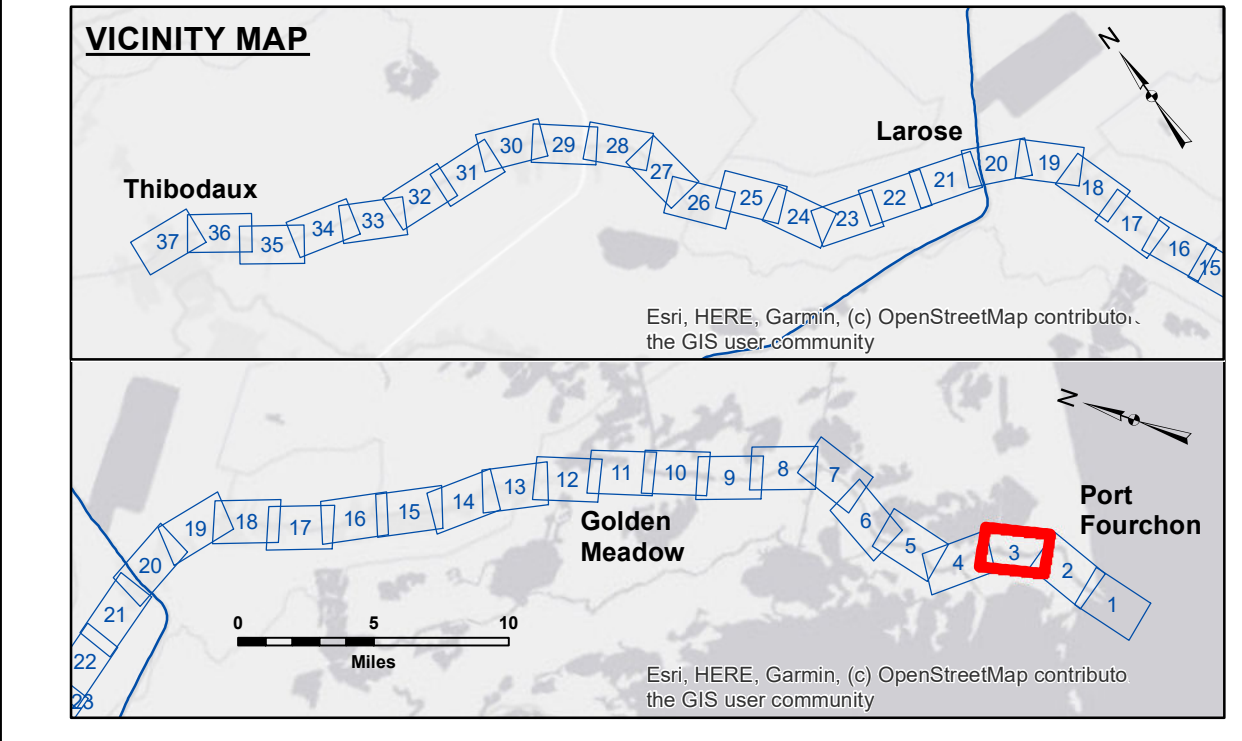 VICINITY MAP
N
Larose
Thibodaux
37 36 35 34 33 32 31 30 29 28 27 26 25 24 23 22 21 20 19 18 17 16 15
Esri, HERE, Garmin, (c) OpenStreetMap
the GIS user community
N
23 22 21 20 19 18 17 16 15 14 13 12 11 10 9 8 7 6 5 4 3 2 1
Port
Fourchon
Golden
Meadow
0 5 10
Miles
Esri, HERE, Garmin, (c) OpenStreetMap contributo
the GIS user community